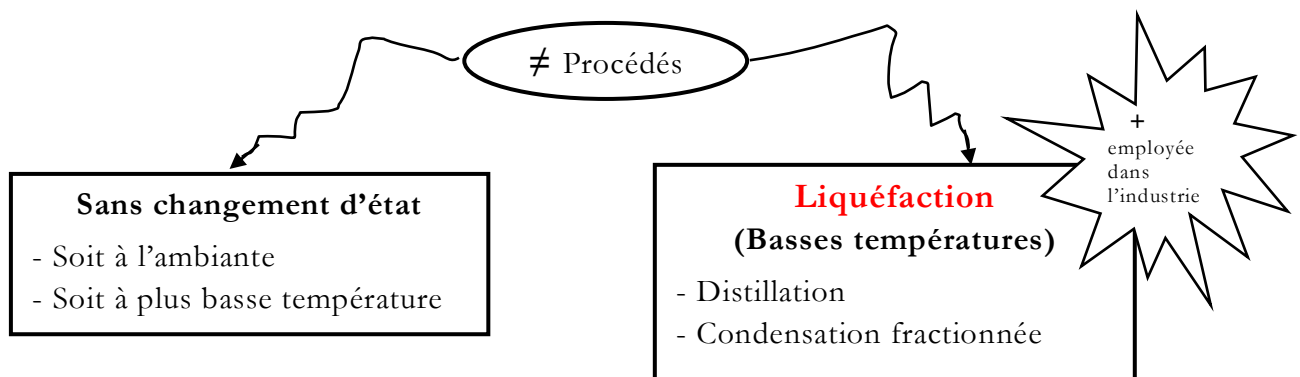 ≠ Procédés
Sans changement d’état
- Soit à l’ambiante
- Soit à plus basse température
Liquéfaction
(Basses températures)
- Distillation
- Condensation fractionnée
+
employée
dans
l’industrie